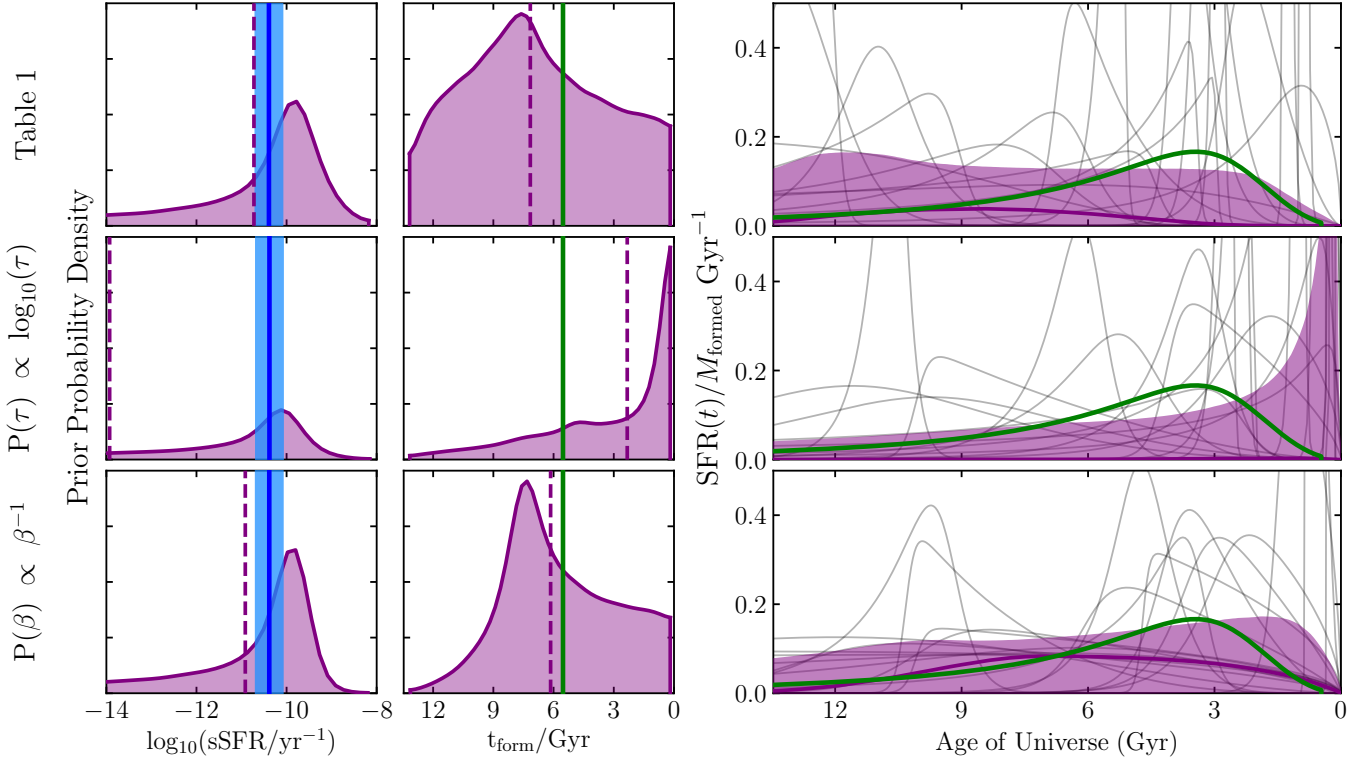 Table 1
P(τ) ∝ log₁₀(τ)
P(β) ∝ β⁻¹
Prior Probability Density
−14 −12 −10 −8
log₁₀(sSFR/yr⁻¹)
12 9 6 3 0
t_form/Gyr
SFR(t)/M_formed Gyr⁻¹
0.4
0.2
0.0
0.4
0.2
0.0
0.4
0.2
0.0
12 9 6 3 0
Age of Universe (Gyr)